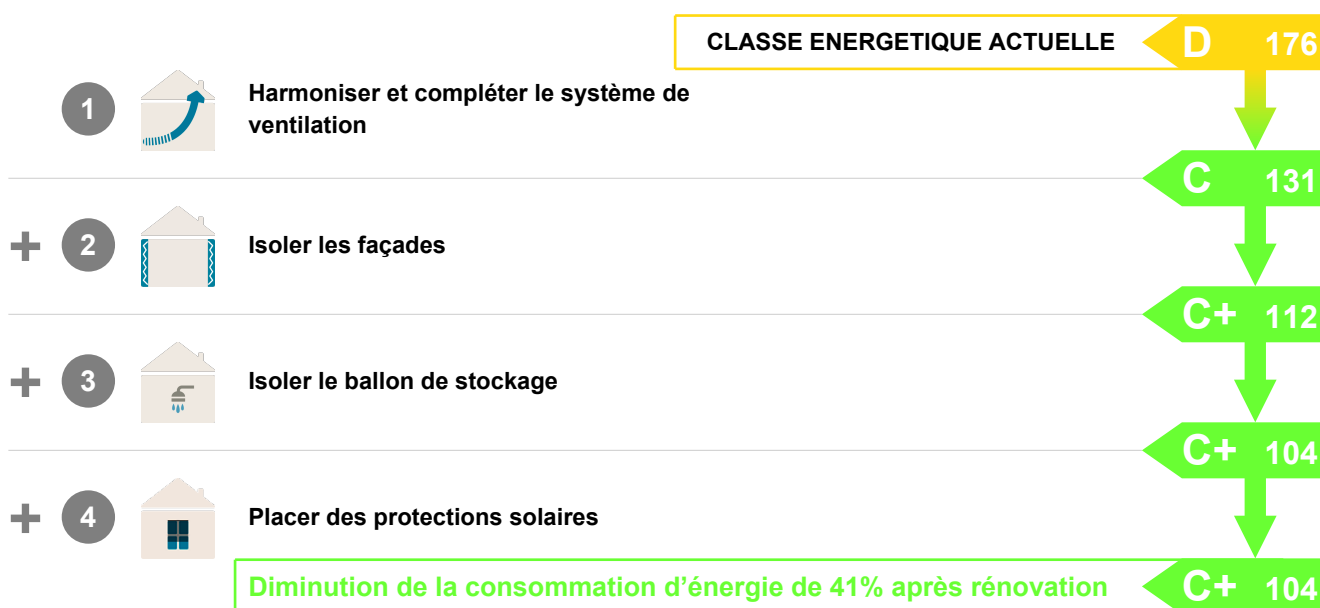 CLASSE ENERGETIQUE ACTUELLE D 176
1 Harmoniser et compléter le système de
ventilation
C 131
+ 2 Isoler les façades
C+ 112
+ 3 Isoler le ballon de stockage
C+ 104
+ 4 Placer des protections solaires
Diminution de la consommation d'énergie de 41% après rénovation C+ 104